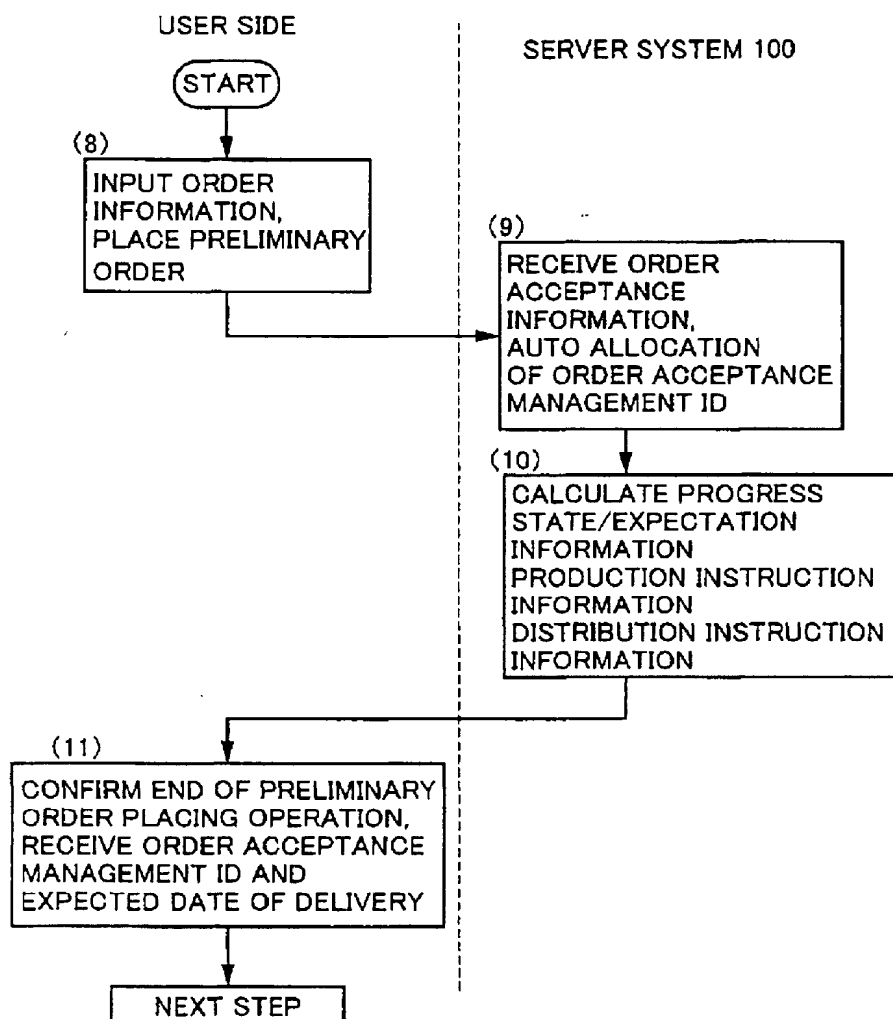 USER SIDE
SERVER SYSTEM 100
START
(8)
INPUT ORDER
INFORMATION,
PLACE PRELIMINARY
ORDER
(9)
RECEIVE ORDER
ACCEPTANCE
INFORMATION,
AUTO ALLOCATION
OF ORDER ACCEPTANCE
MANAGEMENT ID
(10)
CALCULATE PROGRESS
STATE/EXPECTATION
INFORMATION
PRODUCTION INSTRUCTION
INFORMATION
DISTRIBUTION INSTRUCTION
INFORMATION
(11)
CONFIRM END OF PRELIMINARY
ORDER PLACING OPERATION,
RECEIVE ORDER ACCEPTANCE
MANAGEMENT ID AND
EXPECTED DATE OF DELIVERY
NEXT STEP